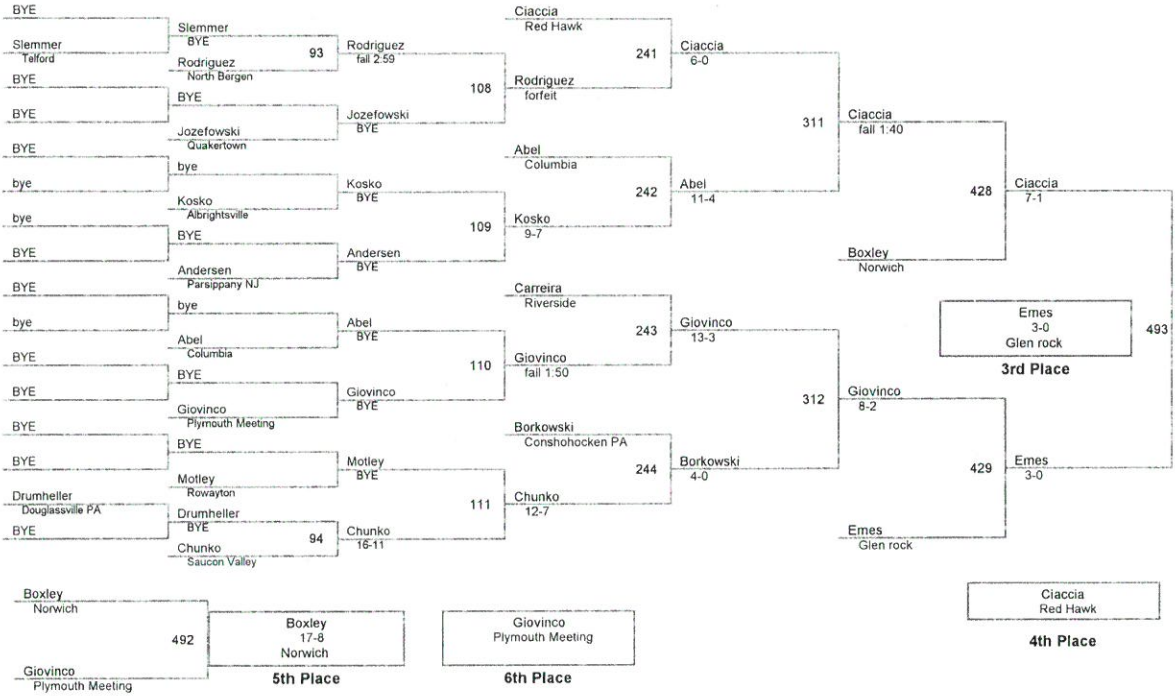 BYE
Slemmer
Telford
BYE
BYE
BYE
bye
bye
BYE
BYE
bye
BYE
BYE
BYE
BYE
Drumheller
Douglassville PA
BYE
Slemmer
BYE
93
Rodriguez
North Bergen
BYE
Jozefowski
Quakertown
bye
Kosko
Albrightsville
BYE
Andersen
Parsippany NJ
bye
Abel
Columbia
BYE
Giovinco
Plymouth Meeting
BYE
Motley
Rowayton
Drumheller
BYE
94
Chunko
Saucon Valley
Rodriguez
fall 2:59
108
Jozefowski
BYE
Kosko
BYE
109
Andersen
BYE
Abel
BYE
110
Giovinco
BYE
Motley
BYE
111
Chunko
16-11
Ciaccia
Red Hawk
241
Rodriguez
forfeit
Abel
Columbia
242
Kosko
9-7
Carreira
Riverside
243
Giovinco
fall 1:50
Borkowski
Conshohocken PA
244
Chunko
12-7
Ciaccia
6-0
311
Abel
11-4
Giovinco
13-3
312
Borkowski
4-0
Ciaccia
fall 1:40
428
Boxley
Norwich
Giovinco
8-2
429
Emes
Glen rock
Ciaccia
7-1
493
Emes
3-0
Emes
3-0
Glen rock
3rd Place
Ciaccia
Red Hawk
4th Place
Boxley
Norwich
492
Giovinco
Plymouth Meeting
Boxley
17-8
Norwich
5th Place
Giovinco
Plymouth Meeting
6th Place